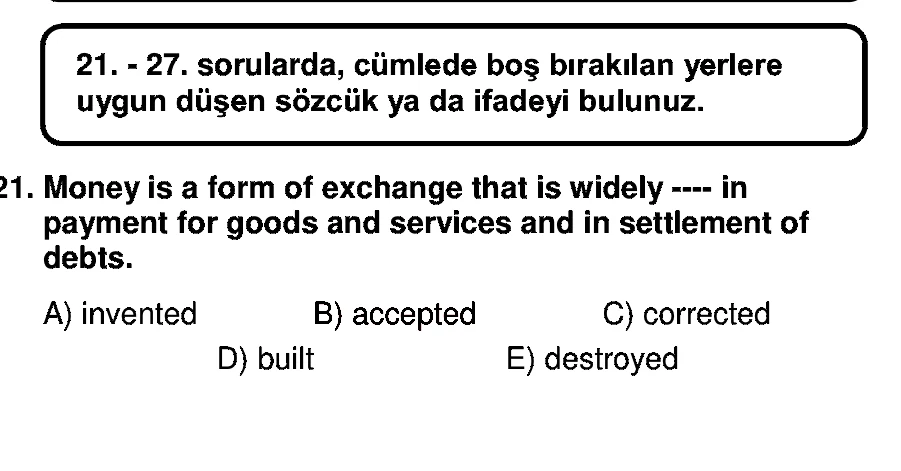 21. - 27. sorularda, cümlede boş bırakılan yerlere
uygun düşen sözcük ya da ifadeyi bulunuz.
21. Money is a form of exchange that is widely ---- in
payment for goods and services and in settlement of
debts.
A) invented B) accepted C) corrected
D) built E) destroyed